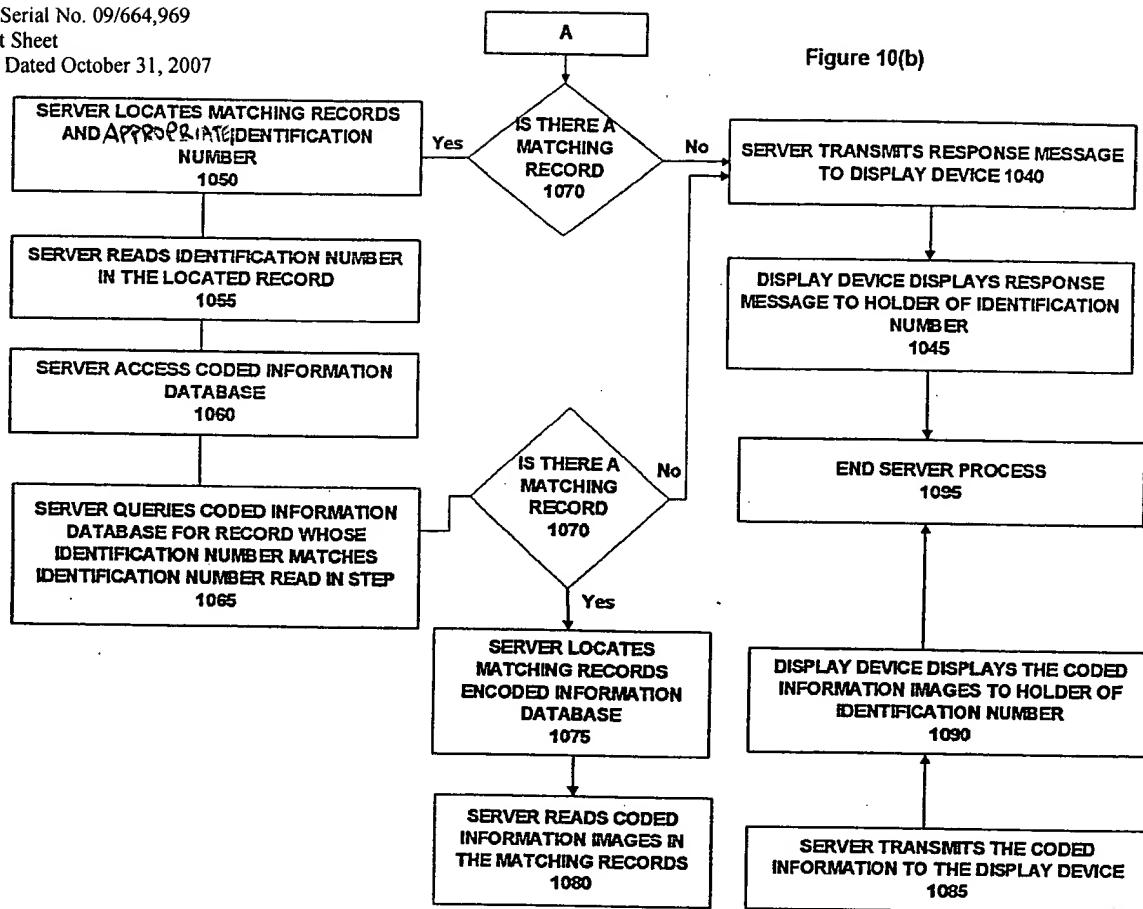 Serial No. 09/664,969
t Sheet
Dated October 31, 2007
Figure 10(b)
A
IS THERE A
MATCHING
RECORD
1070
Yes
No
SERVER LOCATES MATCHING RECORDS
AND APPROPRIATE IDENTIFICATION
NUMBER
1050
SERVER READS IDENTIFICATION NUMBER
IN THE LOCATED RECORD
1055
SERVER ACCESS CODED INFORMATION
DATABASE
1060
SERVER QUERIES CODED INFORMATION
DATABASE FOR RECORD WHOSE
IDENTIFICATION NUMBER MATCHES
IDENTIFICATION NUMBER READ IN STEP
1065
IS THERE A
MATCHING
RECORD
1070
No
Yes
SERVER LOCATES
MATCHING RECORDS
ENCODED INFORMATION
DATABASE
1075
SERVER READS CODED
INFORMATION IMAGES IN
THE MATCHING RECORDS
1080
SERVER TRANSMITS RESPONSE MESSAGE
TO DISPLAY DEVICE 1040
DISPLAY DEVICE DISPLAYS RESPONSE
MESSAGE TO HOLDER OF IDENTIFICATION
NUMBER
1045
END SERVER PROCESS
1095
DISPLAY DEVICE DISPLAYS THE CODED
INFORMATION IMAGES TO HOLDER OF
IDENTIFICATION NUMBER
1090
SERVER TRANSMITS THE CODED
INFORMATION TO THE DISPLAY DEVICE
1085